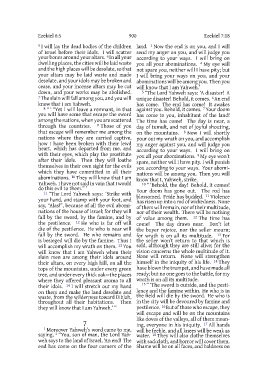 Ezekiel 6:5
905
Ezekiel 7:18
5 I will lay the dead bodies of the children
of Israel before their idols. I will scatter
your bones around your altars. 6 In all your
dwelling places, the cities will be laid waste
and the high places will be desolate, so that
your altars may be laid waste and made
desolate, and your idols may be broken and
cease, and your incense altars may be cut
down, and your works may be abolished.
7 The slain will fall among you, and you will
know that I am Yahweh.
8 “‘“Yet I will leave a remnant, in that
you will have some that escape the sword
among the nations, when you are scattered
through the countries. 9 Those of you
that escape will remember me among the
nations where they are carried captive,
how I have been broken with their lewd
heart, which has departed from me, and
with their eyes, which play the prostitute
after their idols. Then they will loathe
themselves in their own sight for the evils
which they have committed in all their
abominations. 10 They will know that I am
Yahweh. I have not said in vain that I would
do this evil to them.”’
11 “The Lord Yahweh says: ‘Strike with
your hand, and stamp with your foot, and
say, “Alas!”, because of all the evil abomi-
nations of the house of Israel; for they will
fall by the sword, by the famine, and by
the pestilence. 12 He who is far off will
die of the pestilence. He who is near will
fall by the sword. He who remains and
is besieged will die by the famine. Thus I
will accomplish my wrath on them. 13 You
will know that I am Yahweh when their
slain men are among their idols around
their altars, on every high hill, on all the
tops of the mountains, under every green
tree, and under every thick oak—the places
where they offered pleasant aroma to all
their idols. 14 I will stretch out my hand
on them and make the land desolate and
waste, from the wilderness toward Diblah,
throughout all their habitations. Then
they will know that I am Yahweh.’”
7
1 Moreover Yahweh’s word came to me,
saying, 2 “You, son of man, the Lord Yah-
weh says to the land of Israel, ‘An end! The
end has come on the four corners of the
land. 3 Now the end is on you, and I will
send my anger on you, and will judge you
according to your ways. I will bring on
you all your abominations. 4 My eye will
not spare you, neither will I have pity; but
I will bring your ways on you, and your
abominations will be among you. Then you
will know that I am Yahweh.’
5 “The Lord Yahweh says: ‘A disaster! A
unique disaster! Behold, it comes. 6 An end
has come. The end has come! It awakes
against you. Behold, it comes. 7 Your doom
has come to you, inhabitant of the land!
The time has come! The day is near, a
day of tumult, and not of joyful shouting,
on the mountains. 8 Now I will shortly
pour out my wrath on you, and accomplish
my anger against you, and will judge you
according to your ways. I will bring on
you all your abominations. 9 My eye won’t
spare, neither will I have pity. I will punish
you according to your ways. Your abomi-
nations will be among you. Then you will
know that I, Yahweh, strike.
10 “‘Behold, the day! Behold, it comes!
Your doom has gone out. The rod has
blossomed. Pride has budded. 11 Violence
has risen up into a rod of wickedness. None
of them will remain, nor of their multitude,
nor of their wealth. There will be nothing
of value among them. 12 The time has
come! The day draws near. Don’t let
the buyer rejoice, nor the seller mourn;
for wrath is on all its multitude. 13 For
the seller won’t return to that which is
sold, although they are still alive; for the
vision concerns the whole multitude of it.
None will return. None will strengthen
himself in the iniquity of his life. 14 They
have blown the trumpet, and have made all
ready; but no one goes to the battle, for my
wrath is on all its multitude.
15 “‘The sword is outside, and the pesti-
lence and the famine within. He who is in
the field will die by the sword. He who is
in the city will be devoured by famine and
pestilence. 16 But of those who escape, they
will escape and will be on the mountains
like doves of the valleys, all of them moan-
ing, everyone in his iniquity. 17 All hands
will be feeble, and all knees will be weak as
water. 18 They will also clothe themselves
with sackcloth, and horror will cover them.
Shame will be on all faces, and baldness on